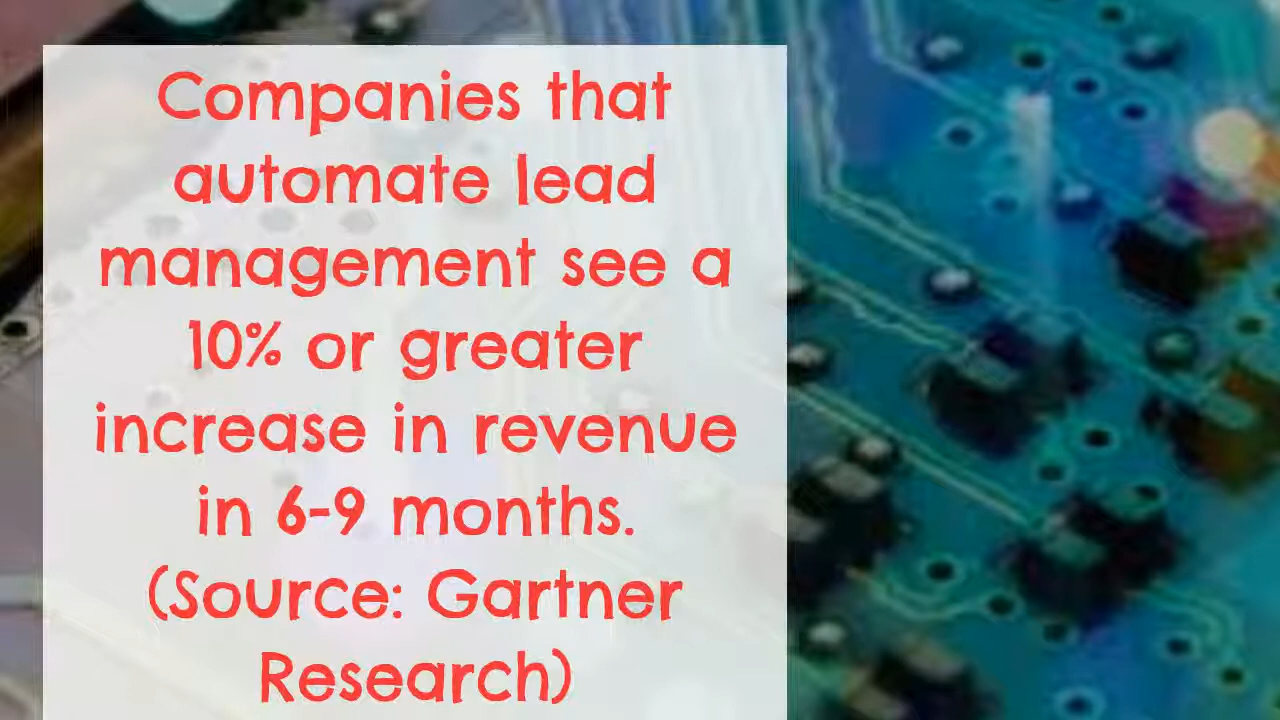 Companies that
automate lead
management see a
10% or greater
increase in revenue
in 6-9 months.
(Source: Gartner
Research)